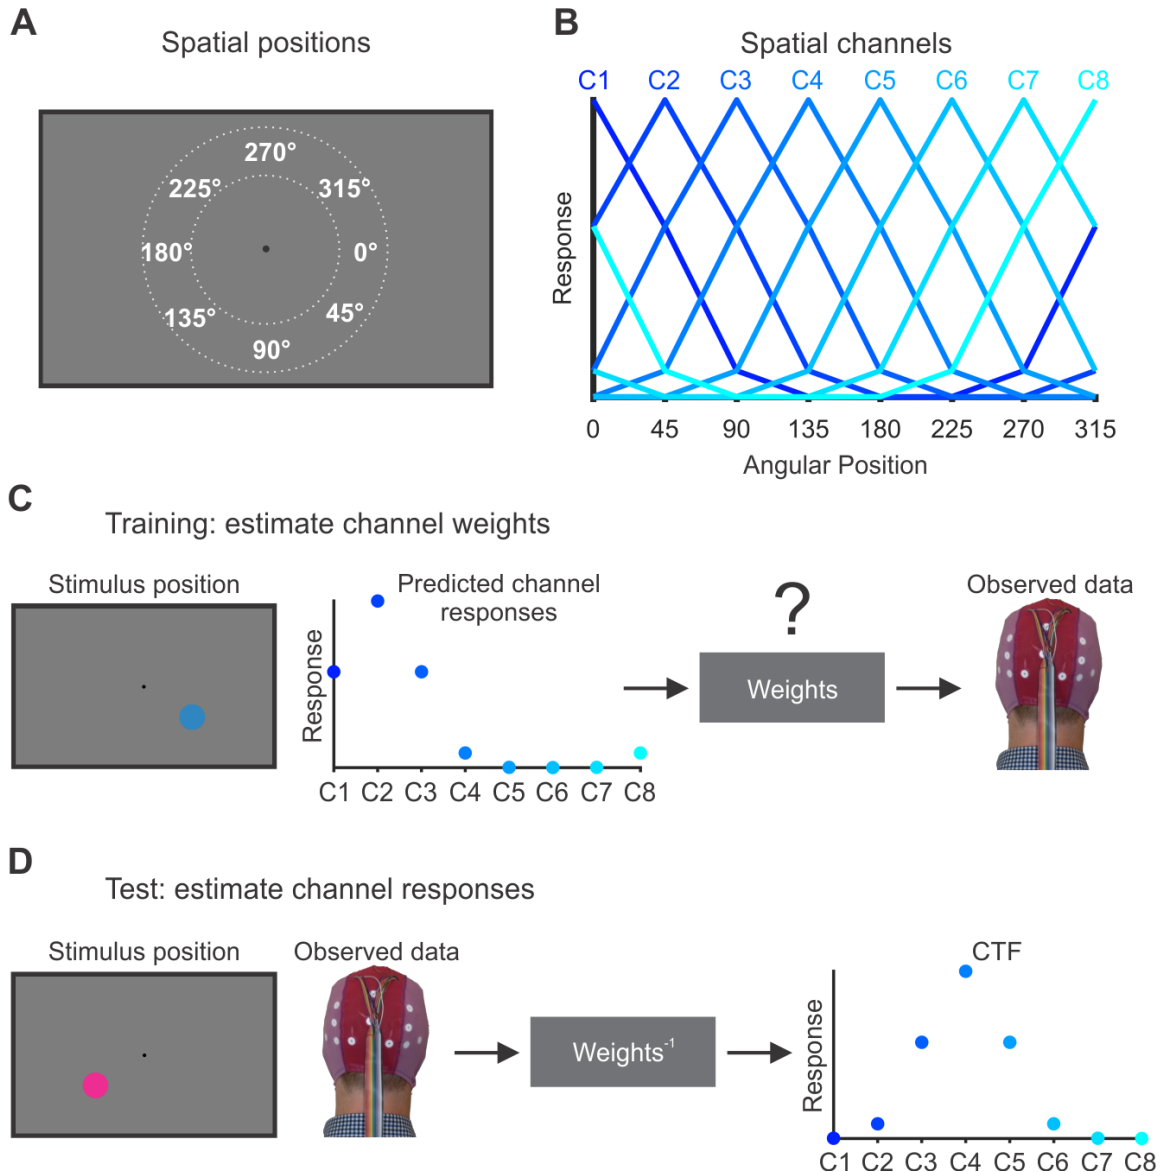 A
Spatial positions
270°
225°
315°
180°
0°
135°
45°
90°
B
Spatial channels
C1 C2 C3 C4 C5 C6 C7 C8
Response
0 45 90 135 180 225 270 315
Angular Position
C
Training: estimate channel weights
Stimulus position
Predicted channel
responses
Response
C1 C2 C3 C4 C5 C6 C7 C8
?
Weights
Observed data
D
Test: estimate channel responses
Stimulus position
Observed data
Weights⁻¹
CTF
Response
C1 C2 C3 C4 C5 C6 C7 C8